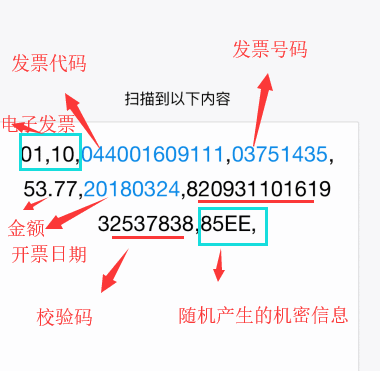 发票代码
发票号码
扫描到以下内容
电子发票
01,10,044001609111,03751435,
53.77,20180324,820931101619
32537838,85EE,
金额
开票日期
校验码
随机产生的机密信息